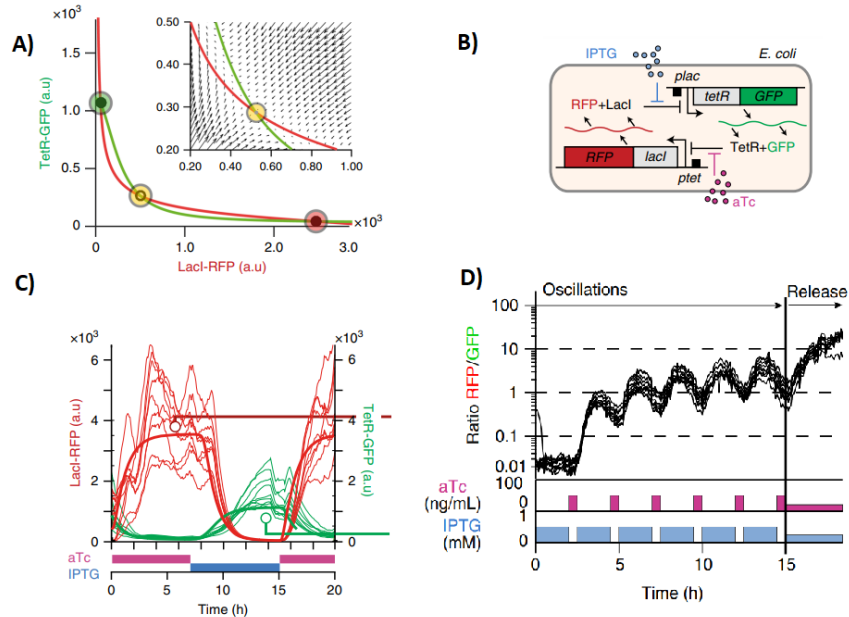 A)
×10³
TetR-GFP (a.u)
1.0
0.5
0
0
1.0
2.0
3.0
×10³
LacI-RFP (a.u)
0.50
0.40
0.30
0.20
0.20
0.40
0.60
0.80
1.00
B)
IPTG
E. coli
plac
tetR
GFP
RFP+LacI
TetR+GFP
RFP
lacI
ptet
aTc
C)
×10³
×10³
6
4
2
0
LacI-RFP (a.u)
6
4
2
0
TetR-GFP (a.u)
aTc
IPTG
0 5 10 15 20
Time (h)
D)
Oscillations
Release
100
10
1
0.1
0.01
Ratio RFP/GFP
aTc
(ng/mL)
100
0
IPTG
(mM)
1
0
0 5 10 15
Time (h)